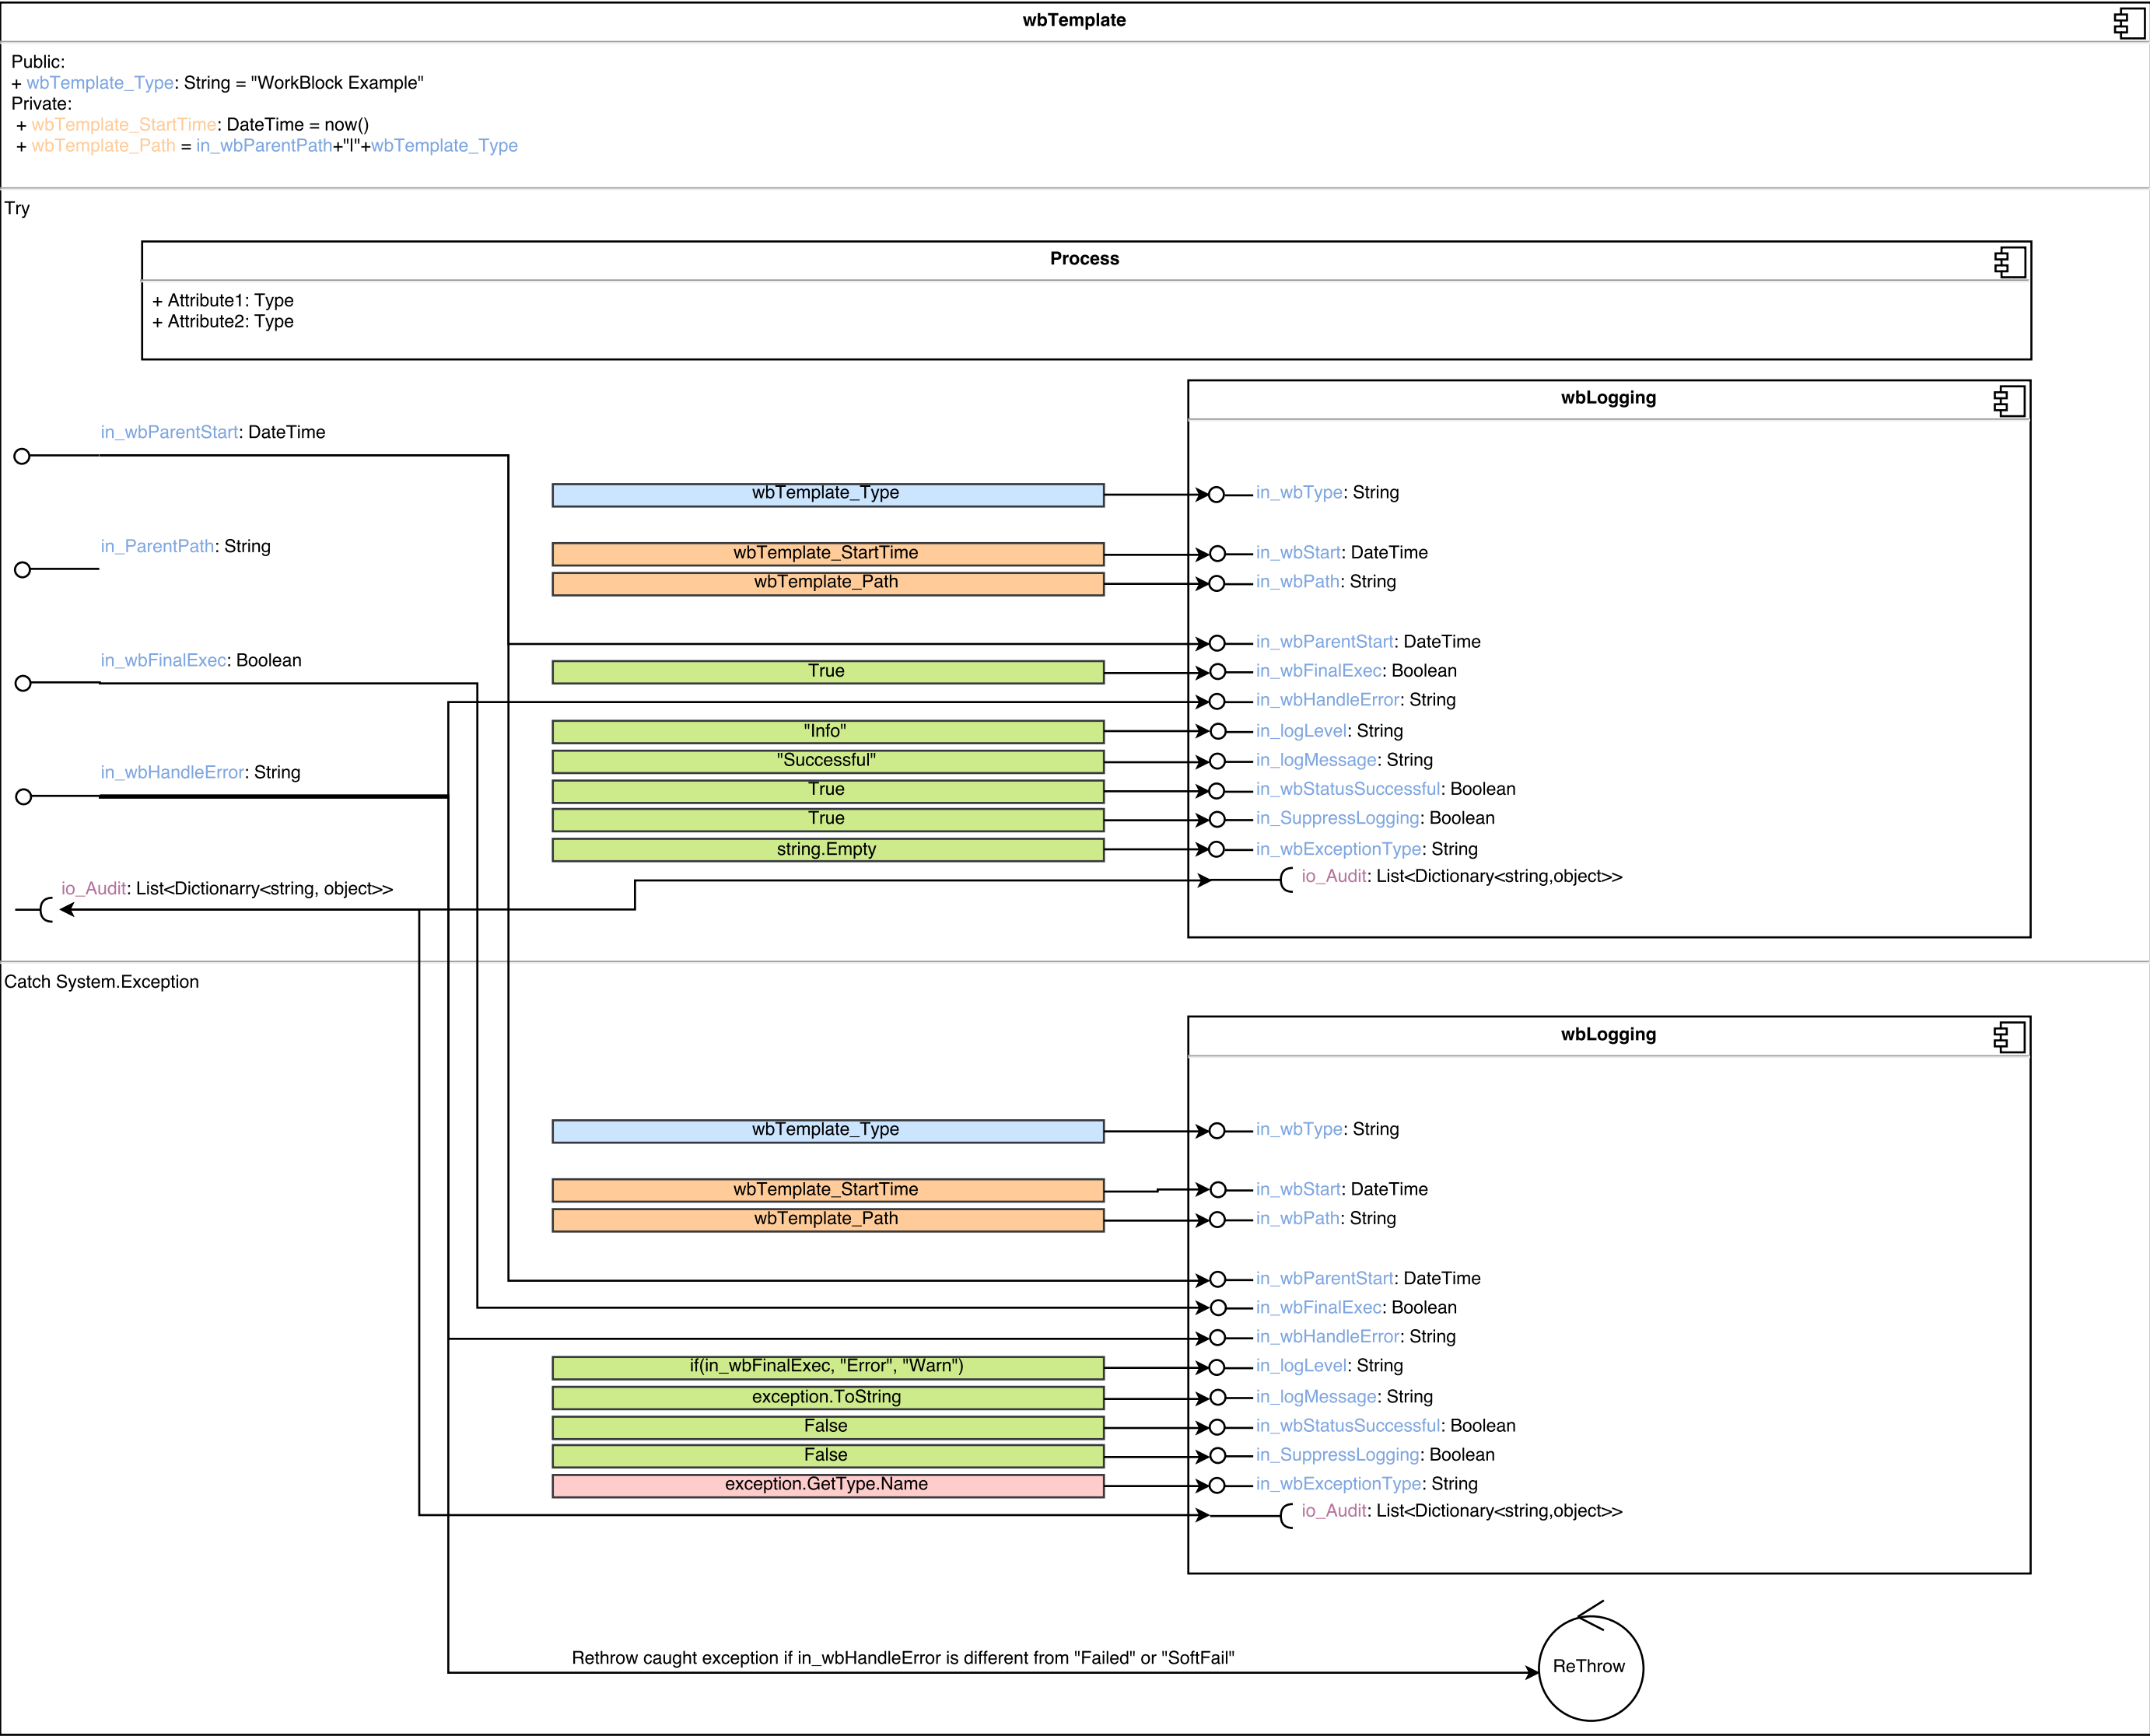 wbTemplate
Public:
+ wbTemplate_Type: String = "WorkBlock Example"
Private:
+ wbTemplate_StartTime: DateTime = now()
+ wbTemplate_Path = in_wbParentPath+"|"+wbTemplate_Type
Try
Process
+ Attribute1: Type
+ Attribute2: Type
wbLogging
in_wbParentStart: DateTime
in_ParentPath: String
in_wbFinalExec: Boolean
in_wbHandleError: String
io_Audit: List<Dictionarry<string, object>>
wbTemplate_Type
wbTemplate_StartTime
wbTemplate_Path
True
"Info"
"Successful"
True
True
string.Empty
in_wbType: String
in_wbStart: DateTime
in_wbPath: String
in_wbParentStart: DateTime
in_wbFinalExec: Boolean
in_wbHandleError: String
in_logLevel: String
in_logMessage: String
in_wbStatusSuccessful: Boolean
in_SuppressLogging: Boolean
in_wbExceptionType: String
io_Audit: List<Dictionary<string,object>>
Catch System.Exception
wbLogging
wbTemplate_Type
wbTemplate_StartTime
wbTemplate_Path
if(in_wbFinalExec, "Error", "Warn")
exception.ToString
False
False
exception.GetType.Name
in_wbType: String
in_wbStart: DateTime
in_wbPath: String
in_wbParentStart: DateTime
in_wbFinalExec: Boolean
in_wbHandleError: String
in_logLevel: String
in_logMessage: String
in_wbStatusSuccessful: Boolean
in_SuppressLogging: Boolean
in_wbExceptionType: String
io_Audit: List<Dictionary<string,object>>
Rethrow caught exception if in_wbHandleError is different from "Failed" or "SoftFail"
ReThrow